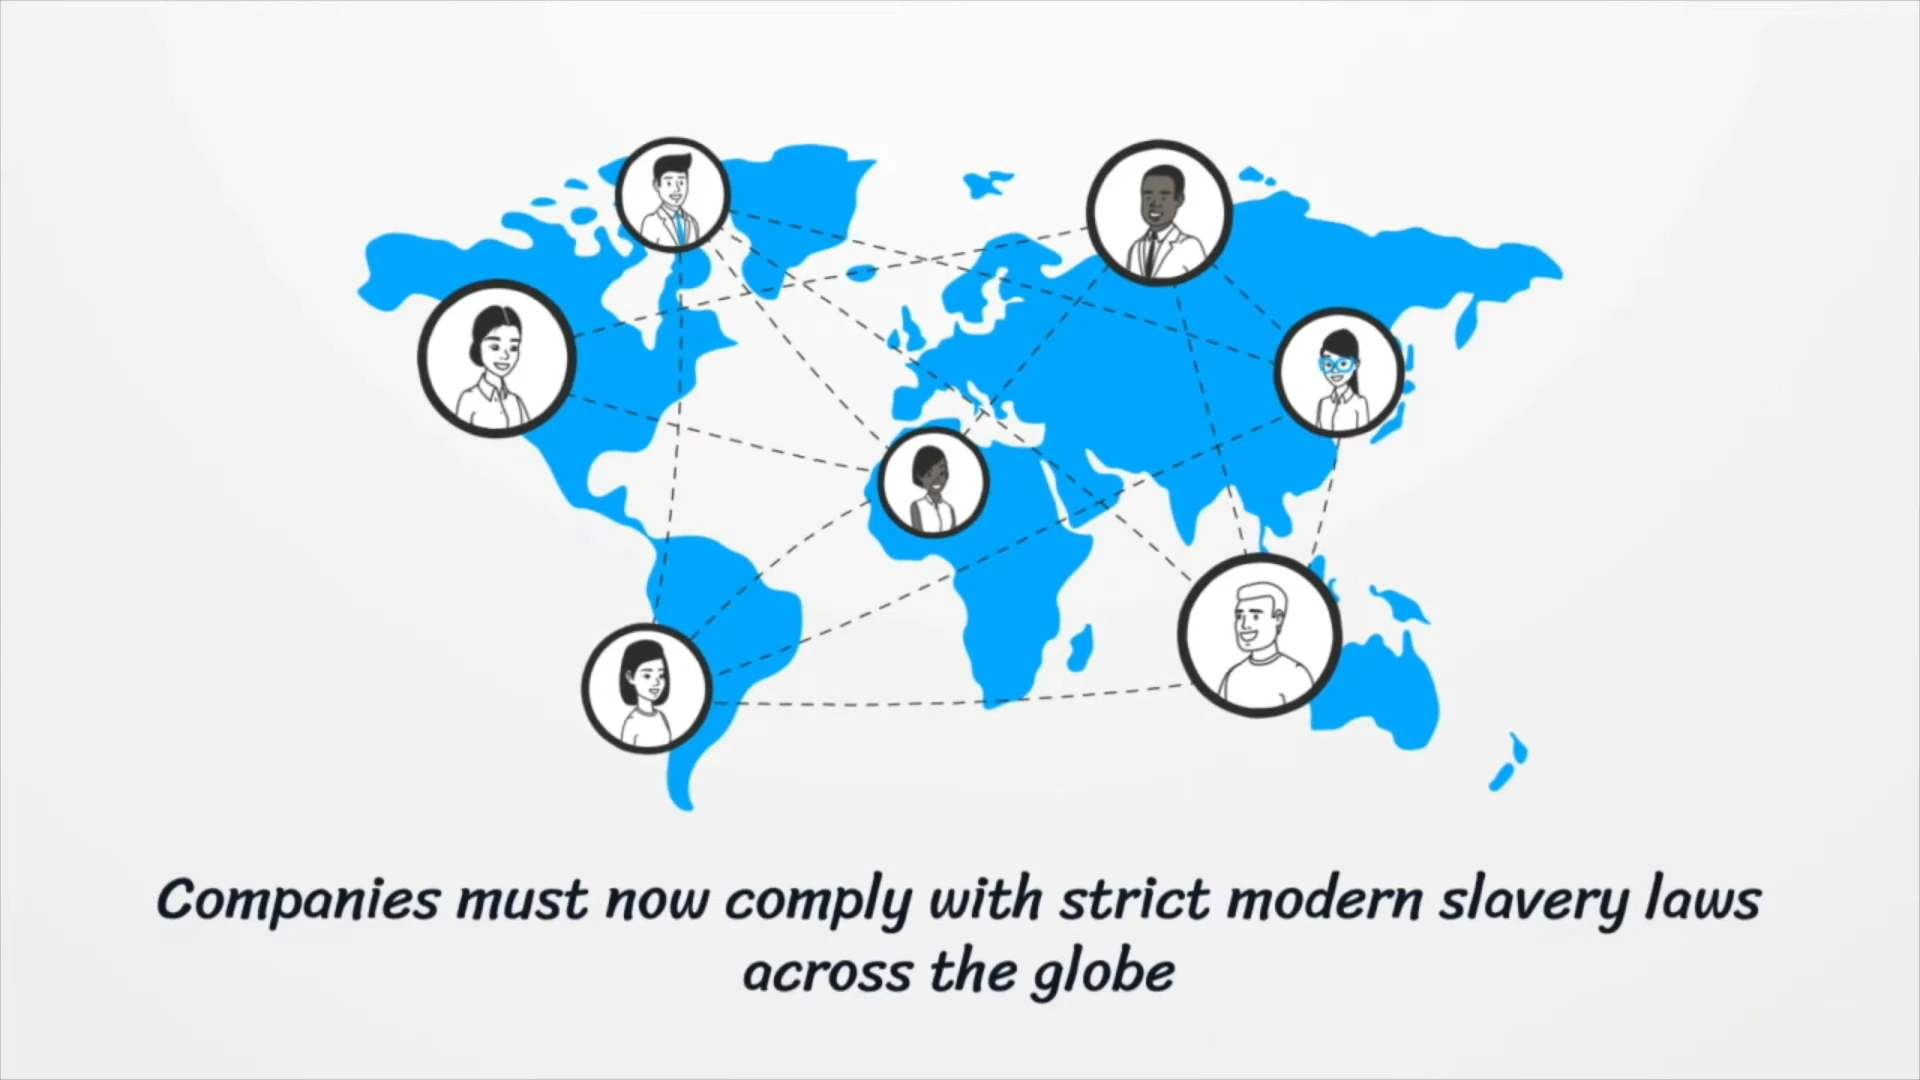 Companies must now comply with strict modern slavery laws
across the globe